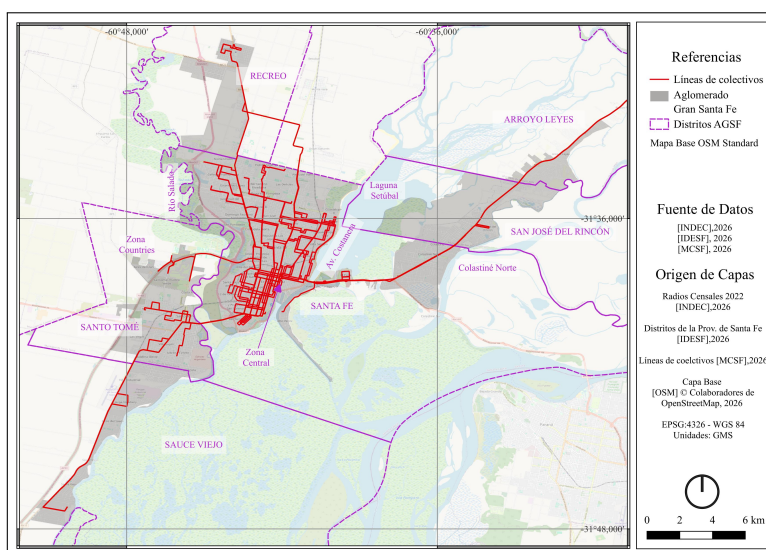 -60°48,000'
-60°36,000'
RECREO
ARROYO LEYES
Río Salado
Laguna
Setúbal
-31°36,000'
SAN JOSÉ DEL RINCÓN
Av. Costanera
Zona
Countries
Colastiné Norte
SANTA FE
SANTO TOMÉ
Zona
Central
SAUCE VIEJO
-31°48,000'
Referencias
Líneas de colectivos
Aglomerado
Gran Santa Fe
Distritos AGSF
Mapa Base OSM Standard
Fuente de Datos
[INDEC],2026
[IDESF], 2026
[MCSF], 2026
Origen de Capas
Radios Censales 2022
[INDEC],2026
Distritos de la Prov. de Santa Fe
[IDESF],2026
Líneas de coelctivos [MCSF],2026
Capa Base
[OSM] © Colaboradores de
OpenStreetMap, 2026
EPSG:4326 - WGS 84
Unidades: GMS
0 2 4 6 km